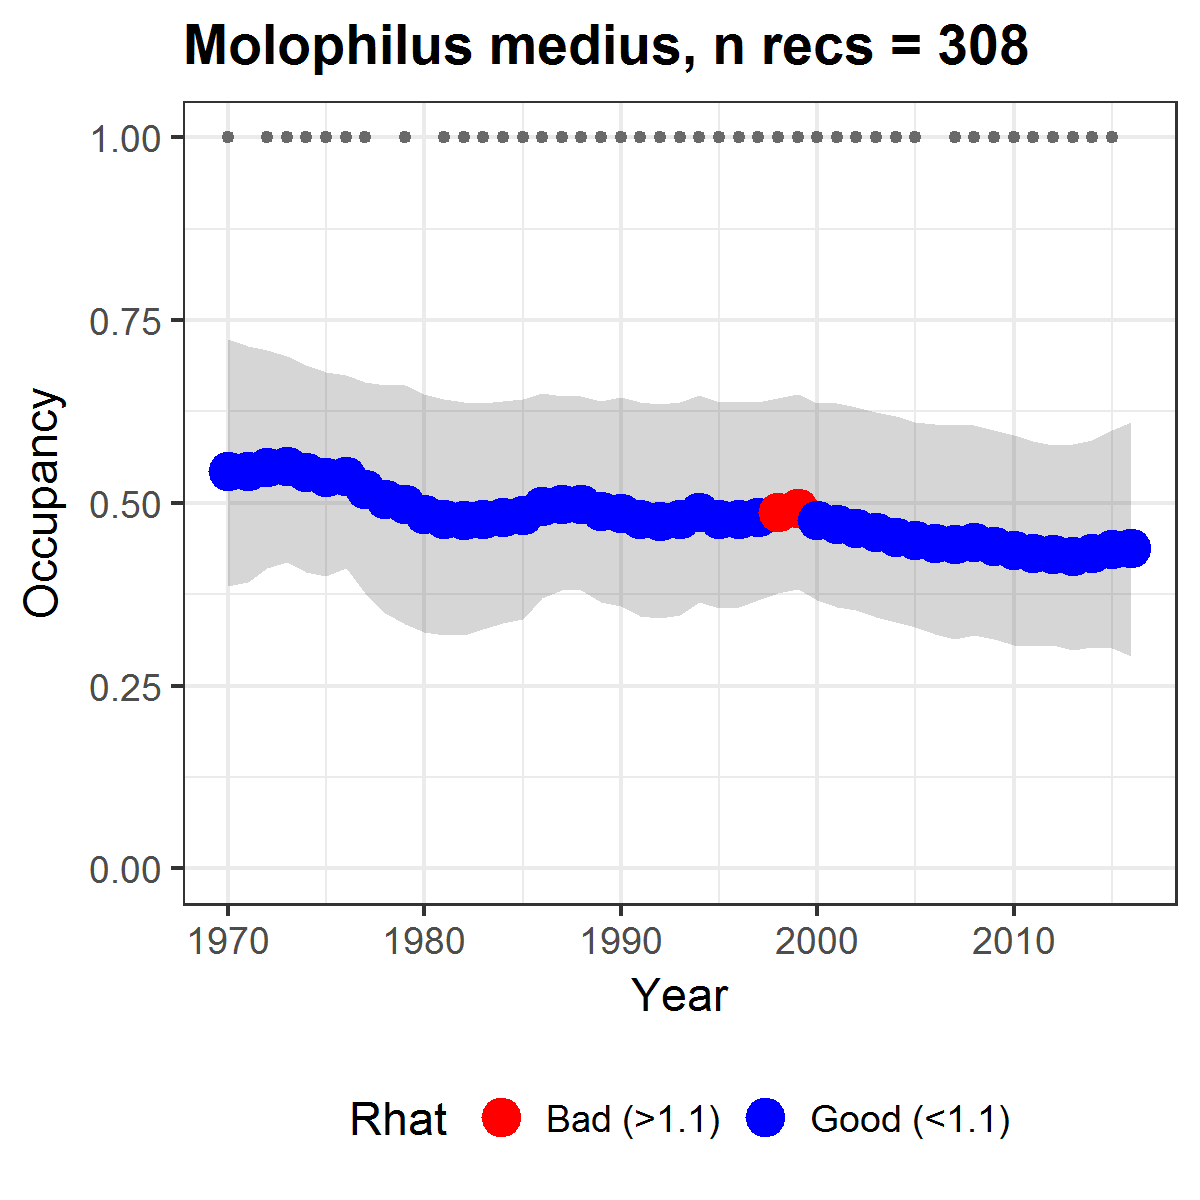 Molophilus medius, n recs = 308
1.00
0.75
0.50
0.25
0.00
Occupancy
1970 1980 1990 2000 2010
Year
Rhat Bad (>1.1) Good (<1.1)